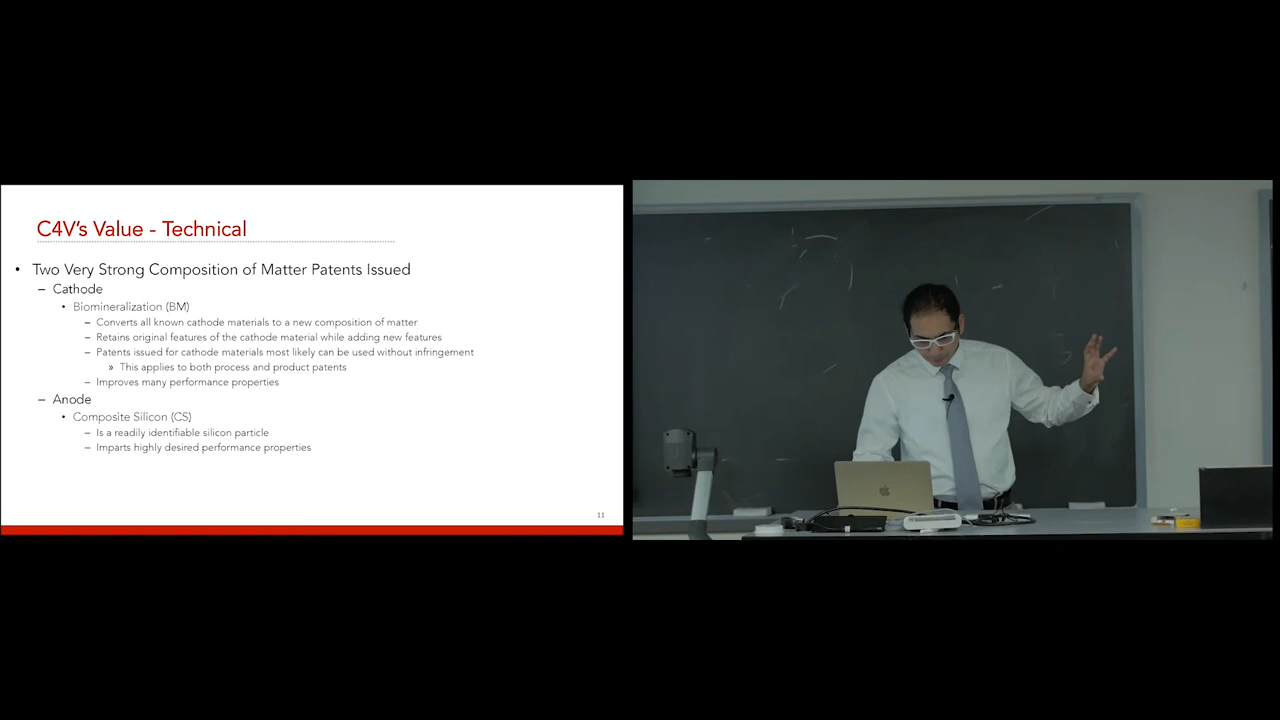 C4V's Value - Technical
• Two Very Strong Composition of Matter Patents Issued
– Cathode
• Biomineralization (BM)
– Converts all known cathode materials to a new composition of matter
– Retains original features of the cathode material while adding new features
– Patents issued for cathode materials most likely can be used without infringement
» This applies to both process and product patents
– Improves many performance properties
– Anode
• Composite Silicon (CS)
– Is a readily identifiable silicon particle
– Imparts highly desired performance properties
11